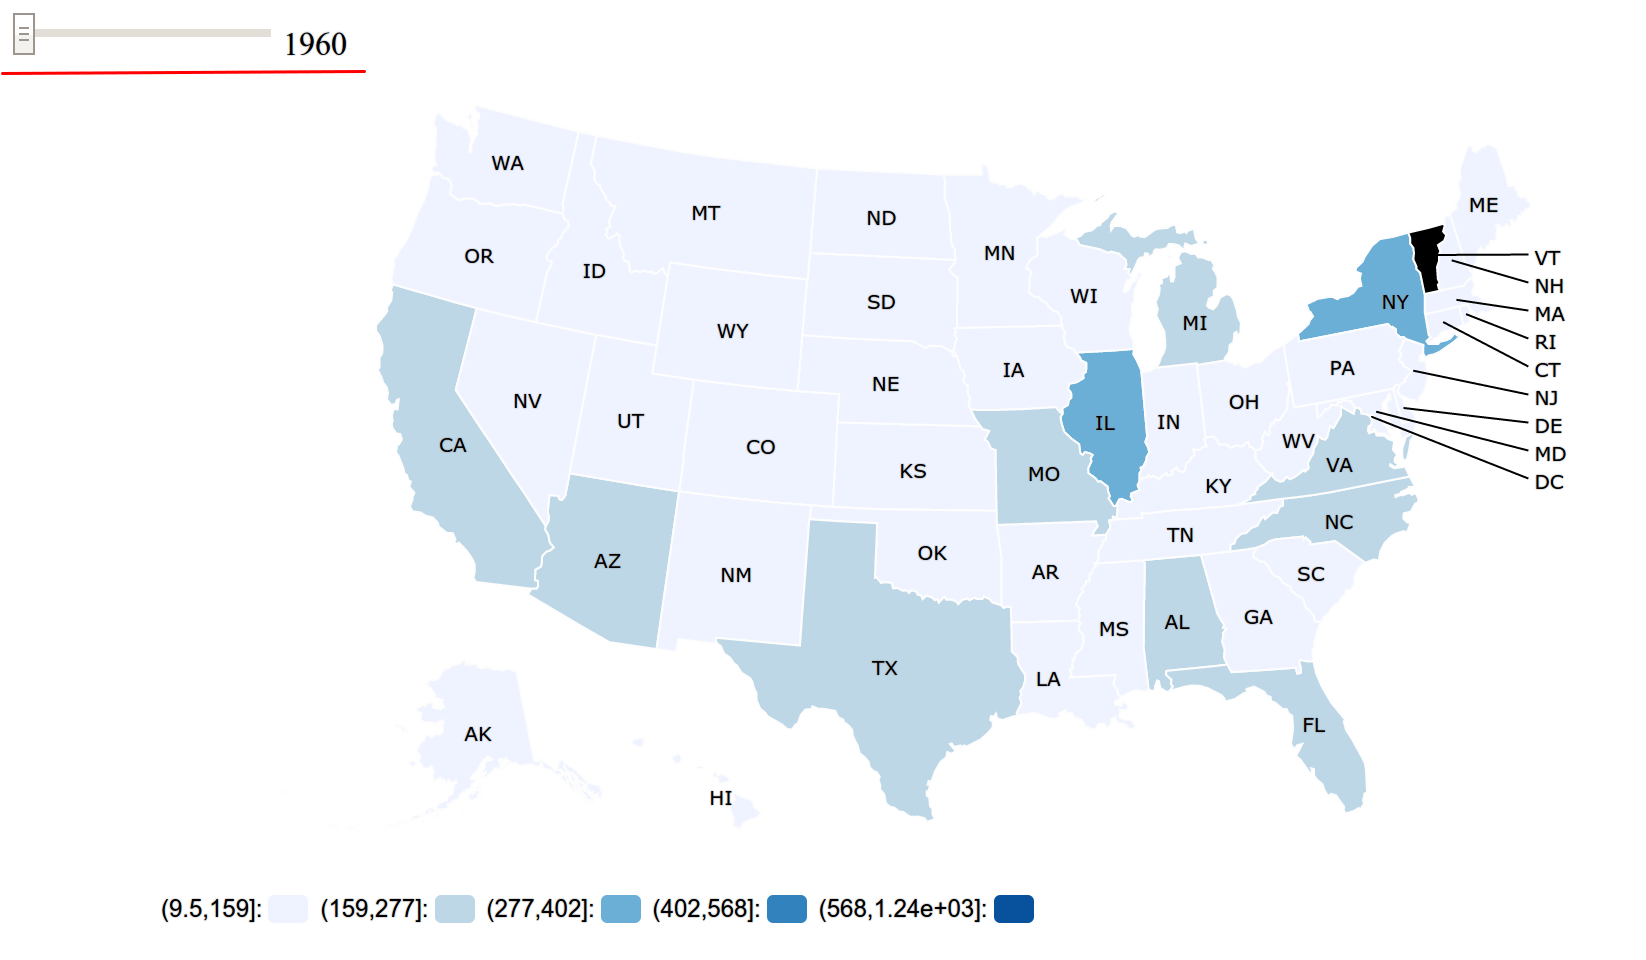 1960
WA
MT
ND
MN
ME
OR
ID
SD
WI
VT
NH
WY
MI
NY
MA
RI
NE
IA
PA
CT
NV
UT
OH
NJ
CO
IL
IN
DE
CA
KS
MO
WV
VA
MD
KY
DC
AZ
NM
OK
AR
TN
NC
SC
MS
AL
GA
TX
LA
FL
AK
HI
(9.5,159]: (159,277]: (277,402]: (402,568]: (568,1.24e+03]: